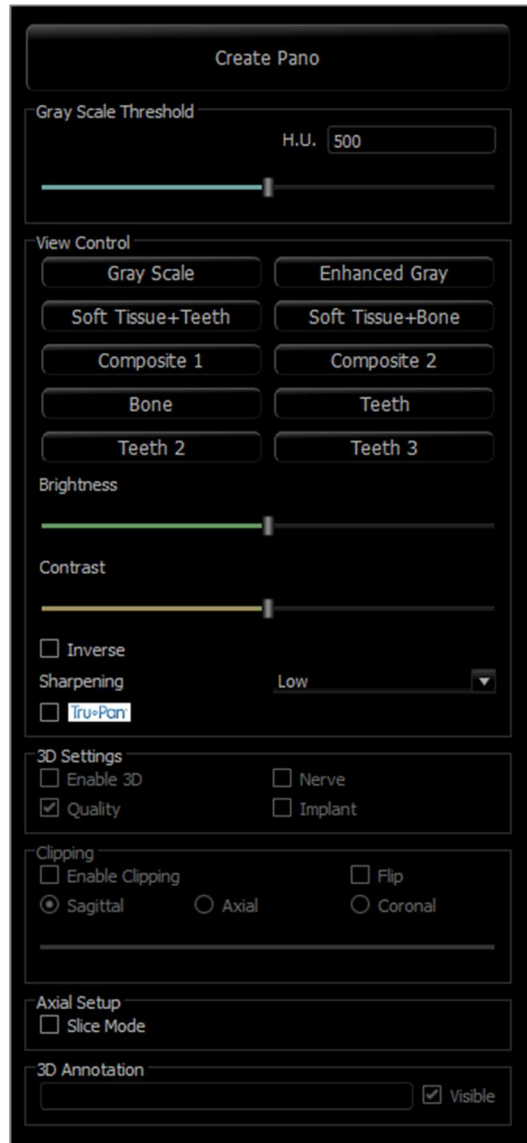 Create Pano
Gray Scale Threshold
H.U. 500
View Control
Gray Scale Enhanced Gray
Soft Tissue+Teeth Soft Tissue+Bone
Composite 1 Composite 2
Bone Teeth
Teeth 2 Teeth 3
Brightness
Contrast
Inverse
Sharpening Low
Tru•Pan™
3D Settings
Enable 3D Nerve
Quality Implant
Clipping
Enable Clipping Flip
Sagittal Axial Coronal
Axial Setup
Slice Mode
3D Annotation
Visible